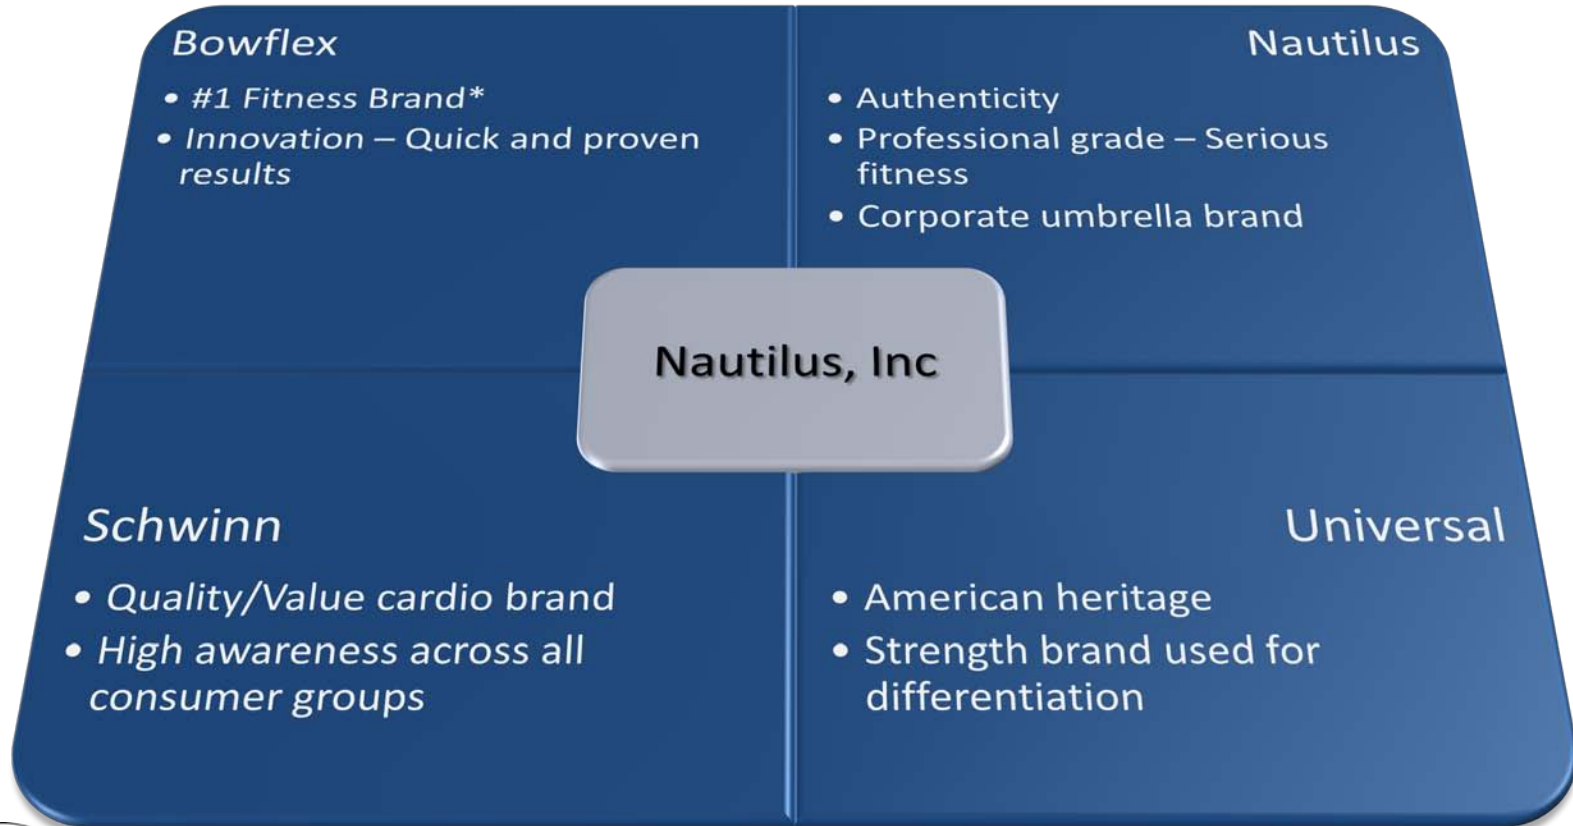 Bowflex
• #1 Fitness Brand*
• Innovation – Quick and proven
results
Nautilus
• Authenticity
• Professional grade – Serious
fitness
• Corporate umbrella brand
Nautilus, Inc
Schwinn
• Quality/Value cardio brand
• High awareness across all
consumer groups
Universal
• American heritage
• Strength brand used for
differentiation